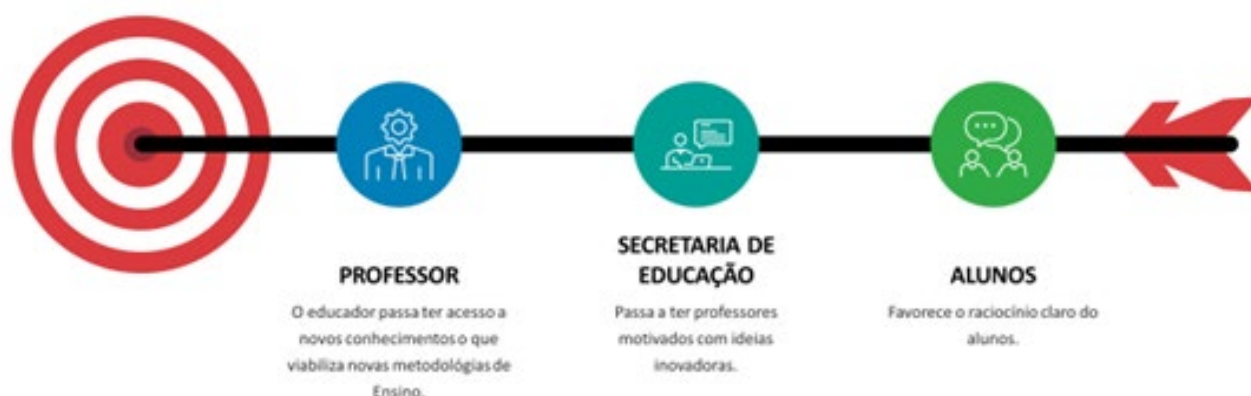 PROFESSOR
O educador passa ter acesso a
novos conhecimentos o que
viabiliza novas metodológias de
Ensino.
SECRETARIA DE
EDUCAÇÃO
Passa a ter professores
motivados com ideias
inovadoras.
ALUNOS
Favorece o raciocínio claro do
alunos.